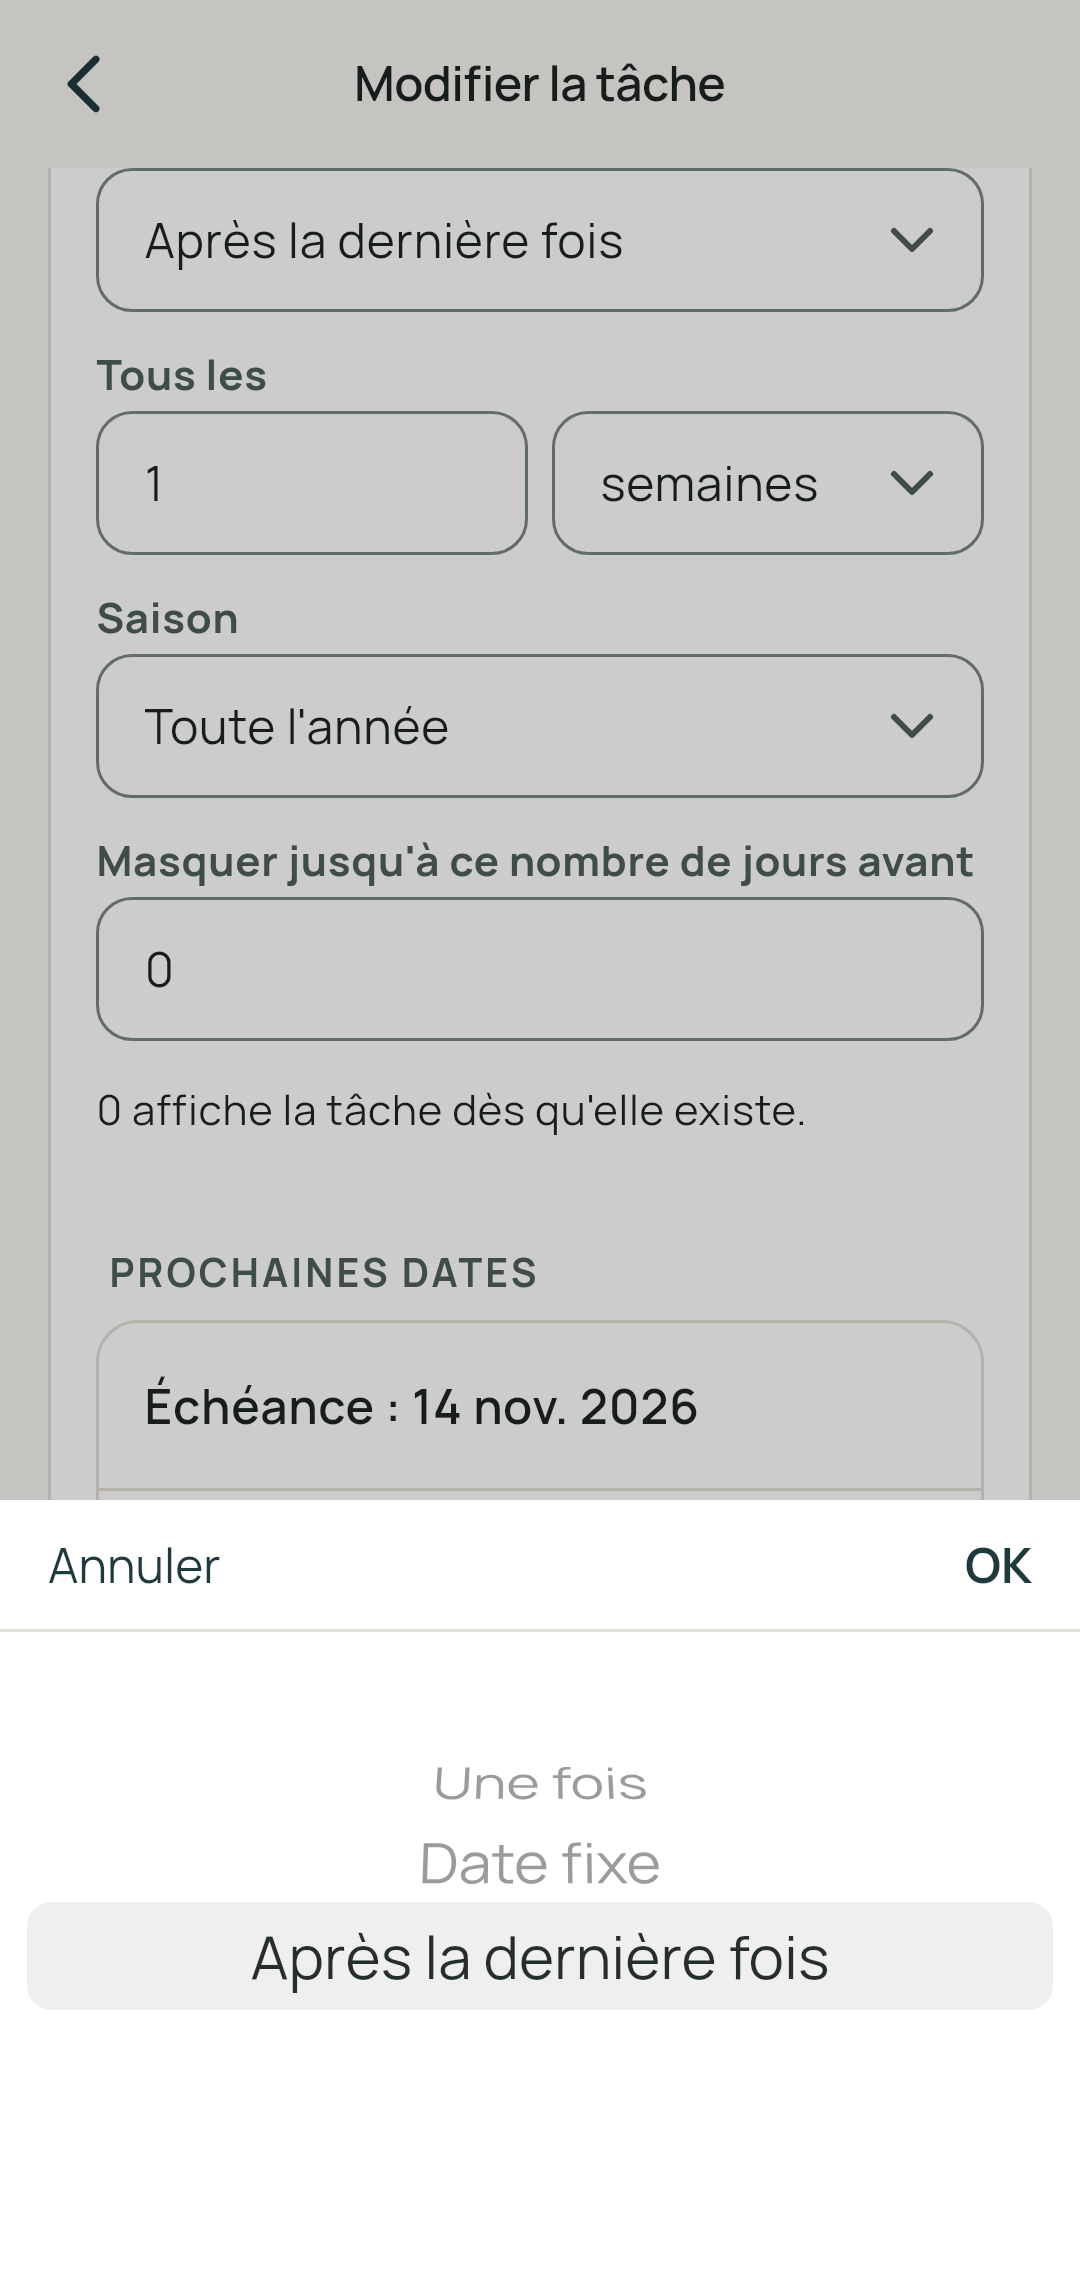 Modifier la tâche
Après la dernière fois
Tous les
1
semaines
Saison
Toute l'année
Masquer jusqu'à ce nombre de jours avant
0
0 affiche la tâche dès qu'elle existe.
PROCHAINES DATES
Échéance : 14 nov. 2026
Annuler
OK
Une fois
Date fixe
Après la dernière fois